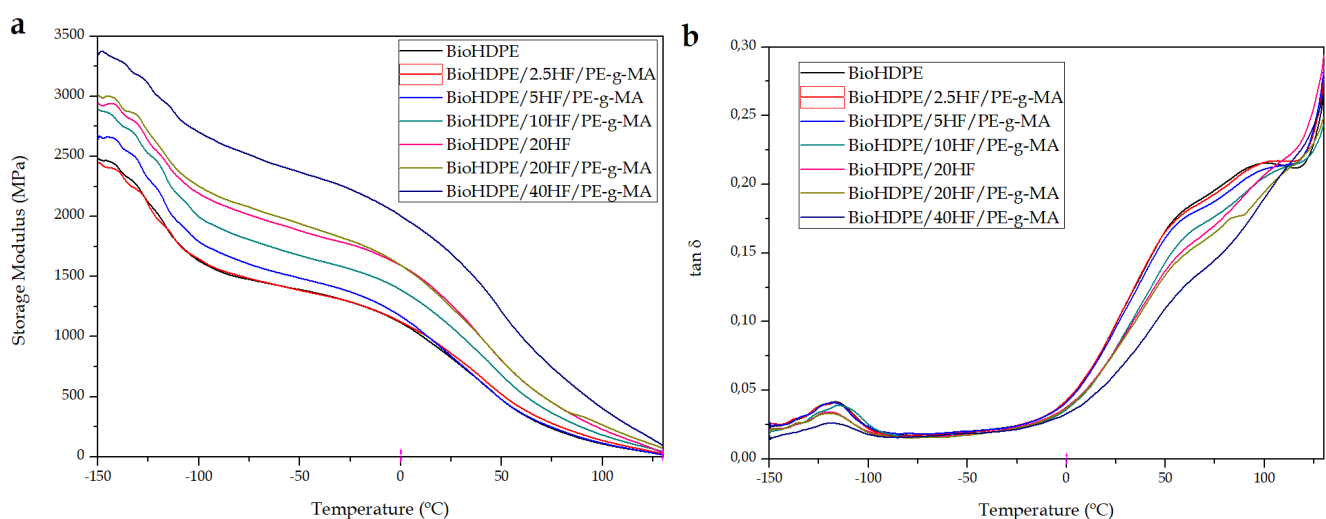 a
3500
3000
2500
2000
1500
1000
500
0
Storage Modulus (MPa)
-150
-100
-50
0
50
100
Temperature (ºC)
BioHDPE
BioHDPE/2.5HF/PE-g-MA
BioHDPE/5HF/PE-g-MA
BioHDPE/10HF/PE-g-MA
BioHDPE/20HF
BioHDPE/20HF/PE-g-MA
BioHDPE/40HF/PE-g-MA
b
0,30
0,25
0,20
0,15
0,10
0,05
0,00
tan δ
-150
-100
-50
0
50
100
Temperature (ºC)
BioHDPE
BioHDPE/2.5HF/PE-g-MA
BioHDPE/5HF/PE-g-MA
BioHDPE/10HF/PE-g-MA
BioHDPE/20HF
BioHDPE/20HF/PE-g-MA
BioHDPE/40HF/PE-g-MA